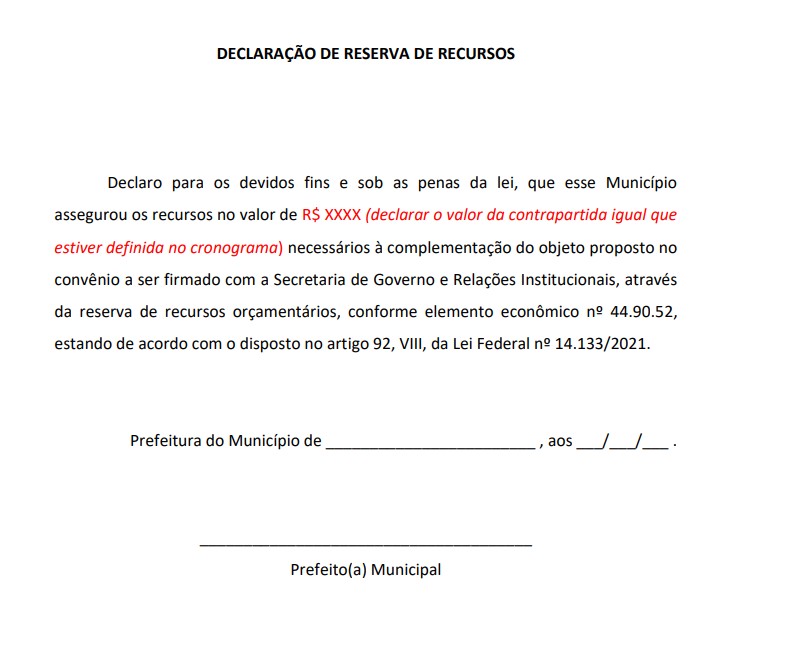 DECLARAÇÃO DE RESERVA DE RECURSOS
Declaro para os devidos fins e sob as penas da lei, que esse Município
assegurou os recursos no valor de R$ XXXX (declarar o valor da contrapartida igual que
estiver definida no cronograma) necessários à complementação do objeto proposto no
convênio a ser firmado com a Secretaria de Governo e Relações Institucionais, através
da reserva de recursos orçamentários, conforme elemento econômico nº 44.90.52,
estando de acordo com o disposto no artigo 92, VIII, da Lei Federal nº 14.133/2021.
Prefeitura do Município de ________________________ , aos ___/___/___ .
______________________________________
Prefeito(a) Municipal